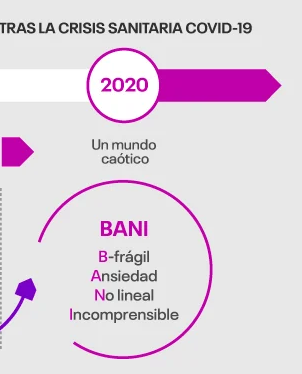 TRAS LA CRISIS SANITARIA COVID-19
2020
Un mundo
caótico
BANI
B-frágil
Ansiedad
No lineal
Incomprensible